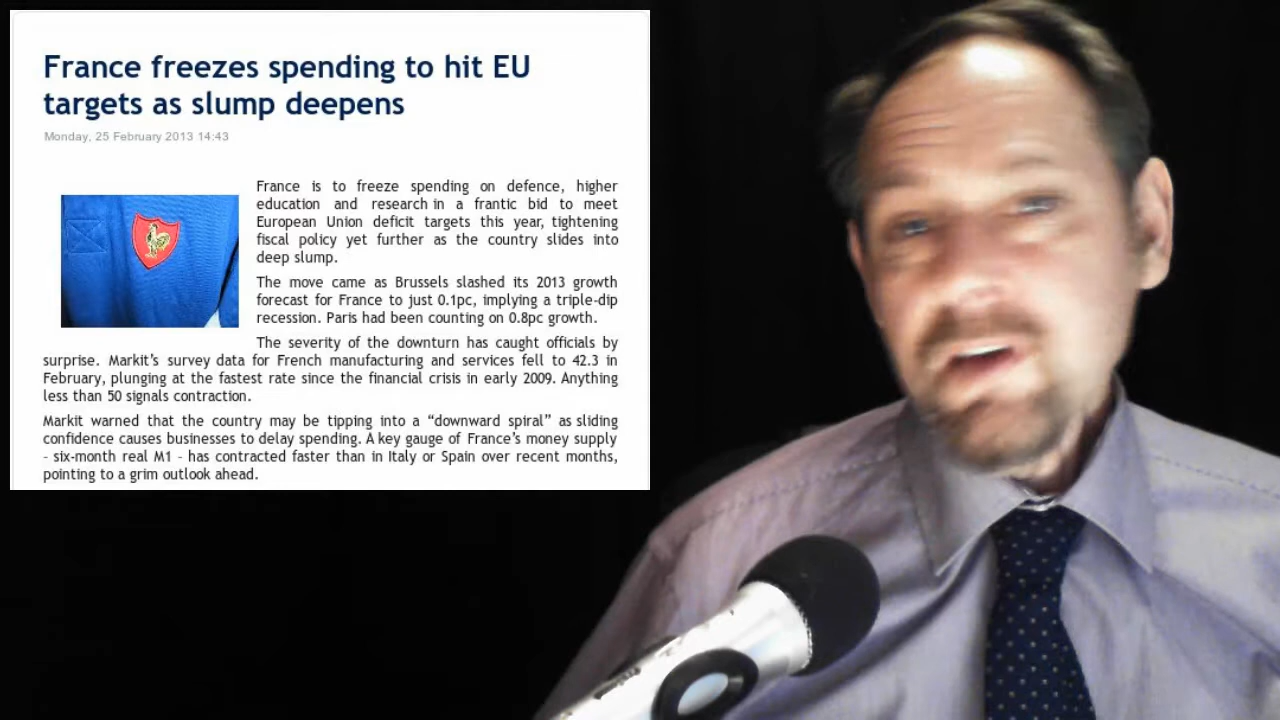 France freezes spending to hit EU
targets as slump deepens
Monday, 25 February 2013 14:43
France is to freeze spending on defence, higher
education and research in a frantic bid to meet
European Union deficit targets this year, tightening
fiscal policy yet further as the country slides into
deep slump.
The move came as Brussels slashed its 2013 growth
forecast for France to just 0.1pc, implying a triple-dip
recession. Paris had been counting on 0.8pc growth.
The severity of the downturn has caught officials by
surprise. Markit's survey data for French manufacturing and services fell to 42.3 in
February, plunging at the fastest rate since the financial crisis in early 2009. Anything
less than 50 signals contraction.
Markit warned that the country may be tipping into a “downward spiral” as sliding
confidence causes businesses to delay spending. A key gauge of France’s money supply
– six-month real M1 – has contracted faster than in Italy or Spain over recent months,
pointing to a grim outlook ahead.